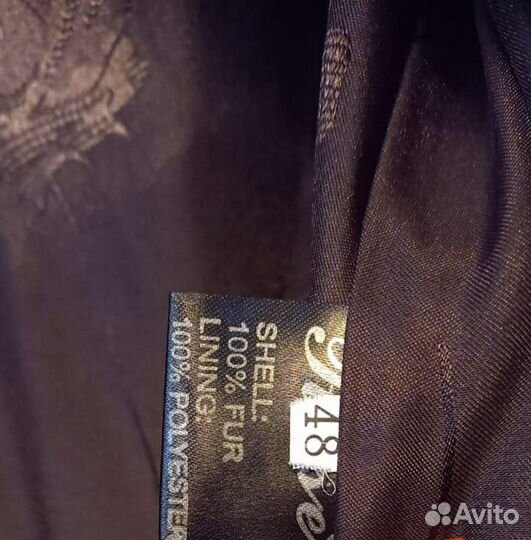 SHELL:
100% FUR
LINING:
100% POLYESTER
48
Avito